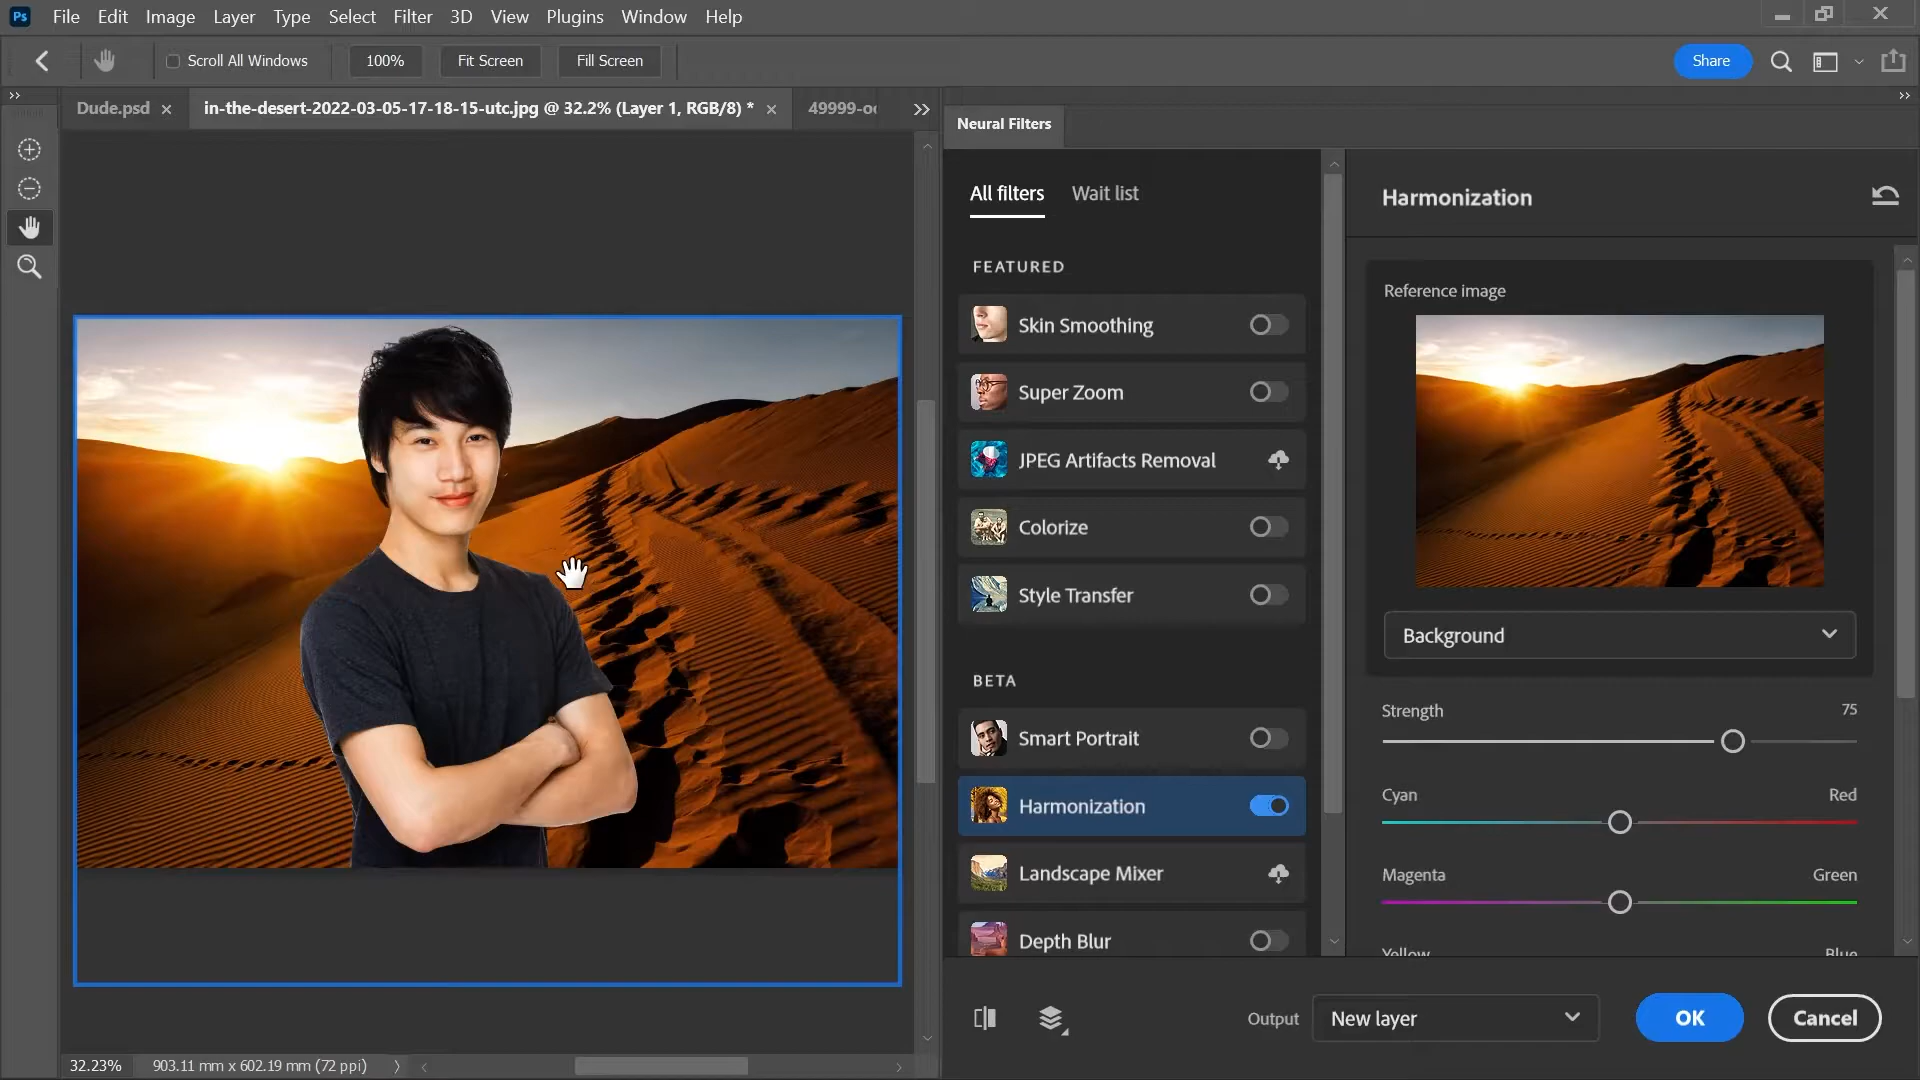 Ps File Edit Image Layer Type Select Filter 3D View Plugins Window Help
Scroll All Windows 100% Fit Screen Fill Screen Share
Dude.psd in-the-desert-2022-03-05-17-18-15-utc.jpg @ 32.2% (Layer 1, RGB/8) *
Neural Filters
All filters Wait list
Harmonization
FEATURED
Reference image
Skin Smoothing
Super Zoom
JPEG Artifacts Removal
Colorize
Style Transfer
Background
BETA
Strength 75
Smart Portrait
Cyan Red
Harmonization
Landscape Mixer
Magenta Green
Depth Blur
Yellow Blue
Output New layer OK Cancel
32.23% 903.11 mm x 602.19 mm (72 ppi)